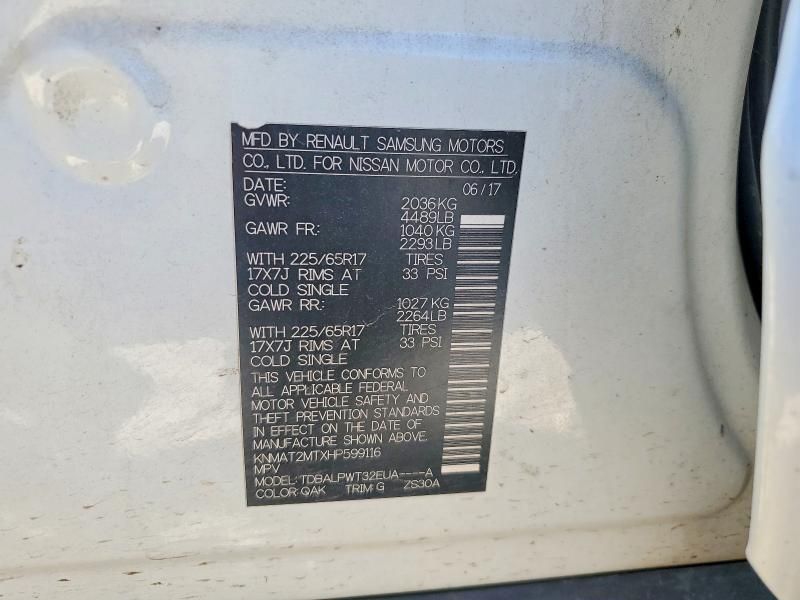 MFD BY RENAULT SAMSUNG MOTORS
CO., LTD. FOR NISSAN MOTOR CO., LTD.
DATE: 06/17
GVWR: 2036KG
4489LB
GAWR FR: 1040KG
2293LB
WITH 225/65R17 TIRES
17X7J RIMS AT 33 PSI
COLD SINGLE
GAWR RR: 1027 KG
2264LB
WITH 225/65R17 TIRES
17X7J RIMS AT 33 PSI
COLD SINGLE
THIS VEHICLE CONFORMS TO
ALL APPLICABLE FEDERAL
MOTOR VEHICLE SAFETY AND
THEFT PREVENTION STANDARDS
IN EFFECT ON THE DATE OF
MANUFACTURE SHOWN ABOVE.
KNMAT2MTXHP599116
MPV
MODEL: TDBALPWT32EUA----A
COLOR: QAK TRIM: G ZS30A